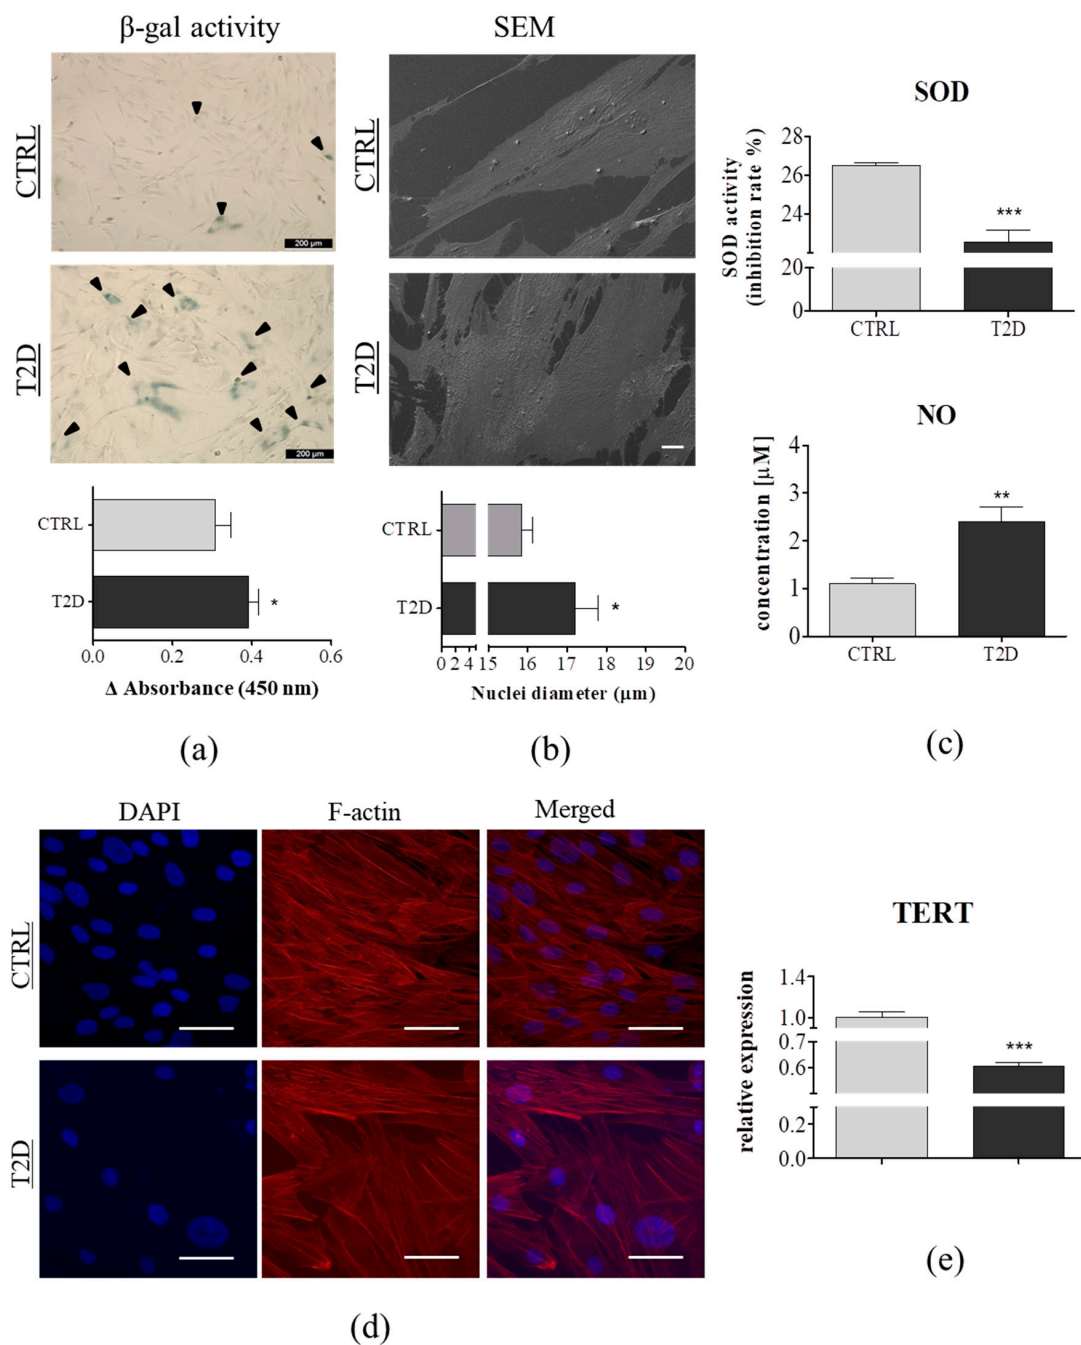 β-gal activity
CTRL
200 μm
T2D
200 μm
CTRL
T2D
*
0.0 0.2 0.4 0.6
Δ Absorbance (450 nm)
(a)
SEM
CTRL
T2D
CTRL
T2D
*
0 2 4 15 16 17 18 19 20
Nuclei diameter (μm)
(b)
SOD
SOD activity
(inhibition rate %)
28
26
24
20
0
***
CTRL T2D
NO
concentration [μM]
4
3
2
1
0
**
CTRL T2D
(c)
DAPI F-actin Merged
CTRL
T2D
(d)
TERT
relative expression
1.4
1.0
0.7
0.6
0.2
0.0
***
(e)